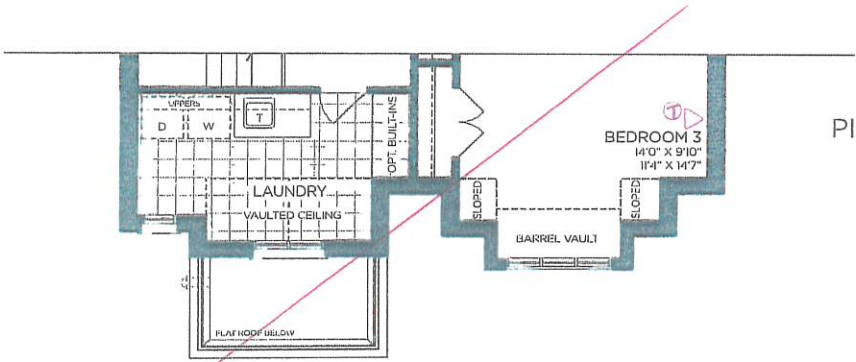 UPPERS
D W T
OPT. BUILT-INS
LAUNDRY
VAULTED CEILING
FLAT ROOF BELOW
T
BEDROOM 3
14'0" X 9'10"
11'4" X 14'7"
SLOPED
SLOPED
BARREL VAULT
PI